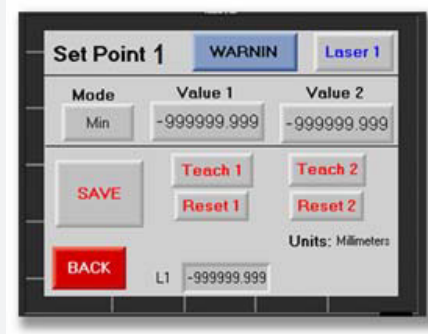 Set Point 1 WARNIN Laser 1
Mode Value 1 Value 2
Min -999999.999 -999999.999
SAVE Teach 1 Teach 2
Reset 1 Reset 2
Units: Millimeters
BACK L1 -999999.999